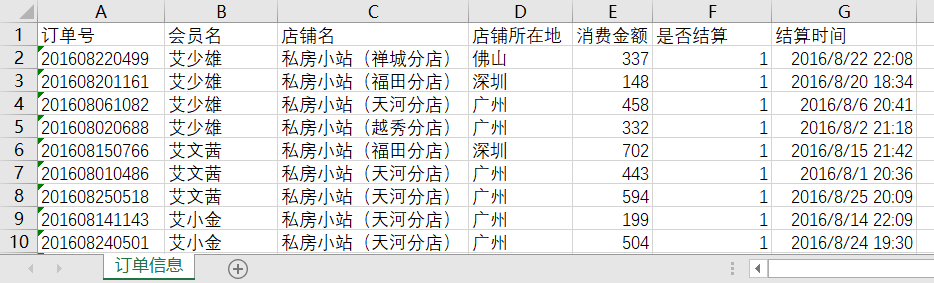 A B C D E F G
1 订单号 会员名 店铺名 店铺所在地 消费金额 是否结算 结算时间
2 201608220499 艾少雄 私房小站（禅城分店） 佛山 337 1 2016/8/22 22:08
3 201608201161 艾少雄 私房小站（福田分店） 深圳 148 1 2016/8/20 18:34
4 201608061082 艾少雄 私房小站（天河分店） 广州 458 1 2016/8/6 20:41
5 201608020688 艾少雄 私房小站（越秀分店） 广州 332 1 2016/8/2 21:18
6 201608150766 艾文茜 私房小站（福田分店） 深圳 702 1 2016/8/15 21:42
7 201608010486 艾文茜 私房小站（天河分店） 广州 443 1 2016/8/1 20:36
8 201608250518 艾文茜 私房小站（天河分店） 广州 594 1 2016/8/25 20:09
9 201608141143 艾小金 私房小站（天河分店） 广州 199 1 2016/8/14 22:09
10 201608240501 艾小金 私房小站（天河分店） 广州 504 1 2016/8/24 19:30
订单信息